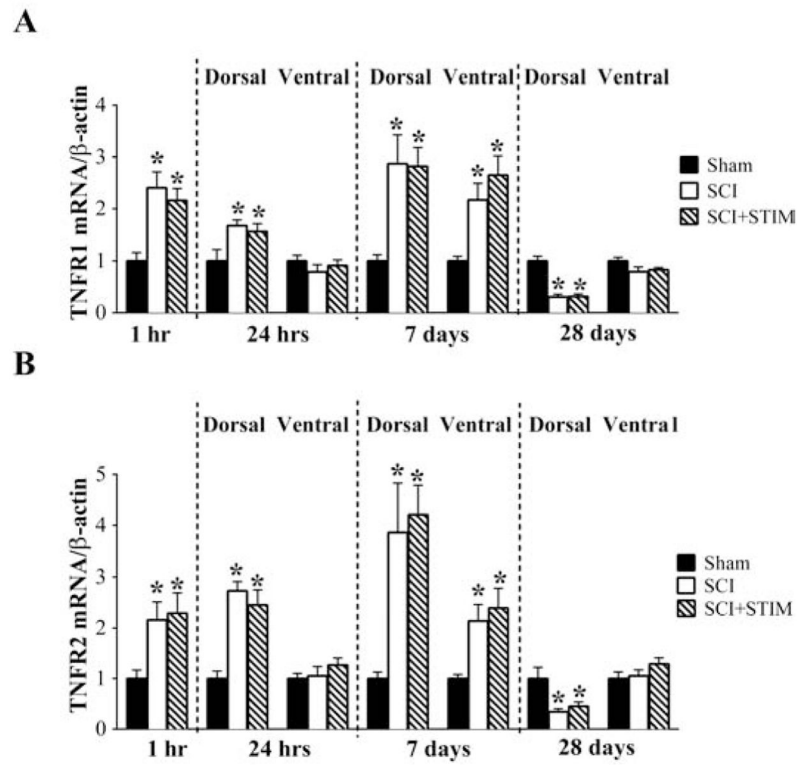 A
Dorsal Ventral Dorsal Ventral Dorsal Ventral
TNFR1 mRNA/β-actin
4
3
2
1
0
* * * * * * * * * *
Sham
SCI
SCI+STIM
1 hr 24 hrs 7 days 28 days
B
Dorsal Ventral Dorsal Ventral Dorsal Ventral
TNFR2 mRNA/β-actin
5
4
3
2
1
0
* * * * * * * * * *
Sham
SCI
SCI+STIM
1 hr 24 hrs 7 days 28 days